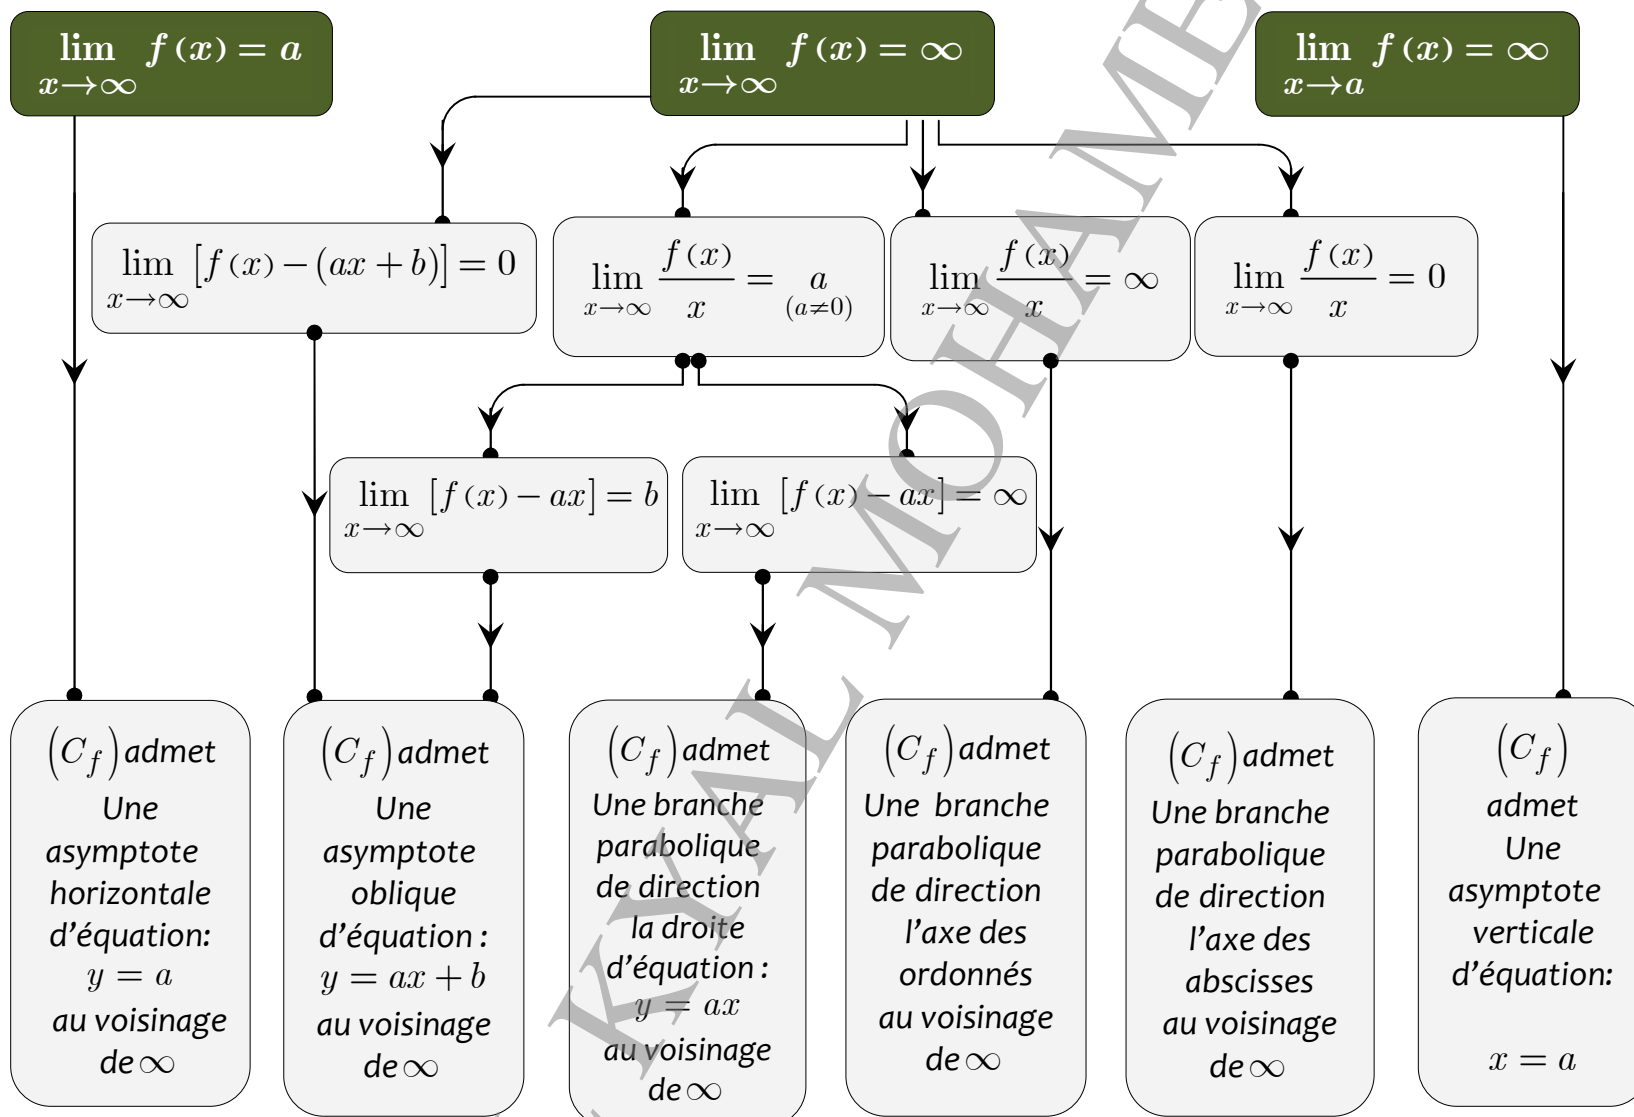 lim f(x) = a
x→∞
lim f(x) = ∞
x→∞
lim f(x) = ∞
x→a
lim [f(x) − (ax + b)] = 0
x→∞
lim f(x)/x = a
x→∞ (a≠0)
lim f(x)/x = ∞
x→∞
lim f(x)/x = 0
x→∞
lim [f(x) − ax] = b
x→∞
lim [f(x) − ax] = ∞
x→∞
(C_f) admet
Une
asymptote
horizontale
d'équation:
y = a
au voisinage
de ∞
(C_f) admet
Une
asymptote
oblique
d'équation :
y = ax + b
au voisinage
de ∞
(C_f) admet
Une branche
parabolique
de direction
la droite
d'équation :
y = ax
au voisinage
de ∞
(C_f) admet
Une branche
parabolique
de direction
l'axe des
ordonnés
au voisinage
de ∞
(C_f) admet
Une branche
parabolique
de direction
l'axe des
abscisses
au voisinage
de ∞
(C_f)
admet
Une
asymptote
verticale
d'équation:
x = a
KYAL MOHAME